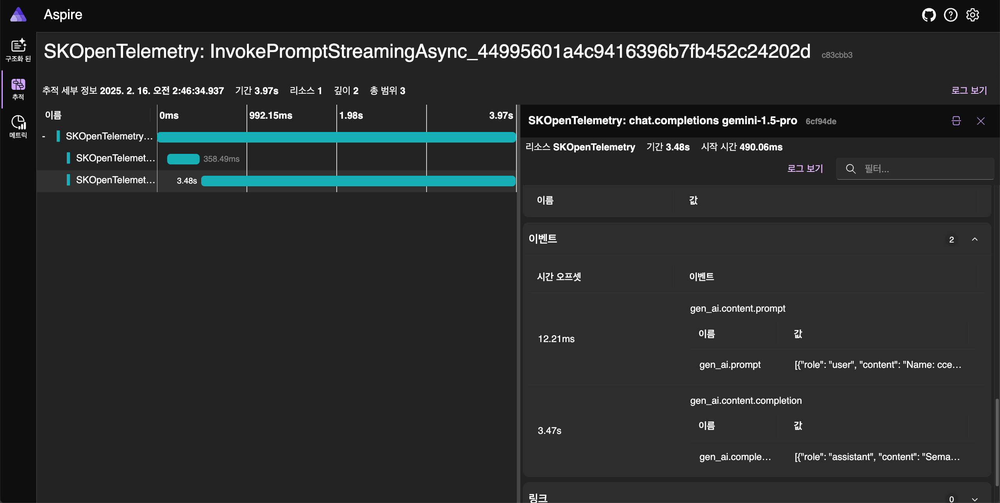 Aspire
구조화 된
추적
메트릭
SKOpenTelemetry: InvokePromptStreamingAsync_44995601a4c9416396b7fb452c24202d c83cbb3
추적 세부 정보 2025. 2. 16. 오전 2:46:34.937 기간 3.97s 리소스 1 깊이 2 총 범위 3
로그 보기
이름 0ms 992.15ms 1.98s 3.97s
- SKOpenTelemetry...
SKOpenTelemet... 358.49ms
SKOpenTelemet... 3.48s
SKOpenTelemetry: chat.completions gemini-1.5-pro 6cf94de
리소스 SKOpenTelemetry 기간 3.48s 시작 시간 490.06ms
로그 보기 필터...
이름 값
이벤트 2
시간 오프셋 이벤트
gen_ai.content.prompt
이름 값
12.21ms
gen_ai.prompt [{"role": "user", "content": "Name: cce...
gen_ai.content.completion
이름 값
3.47s
gen_ai.comple... [{"role": "assistant", "content": "Sema...
링크 0